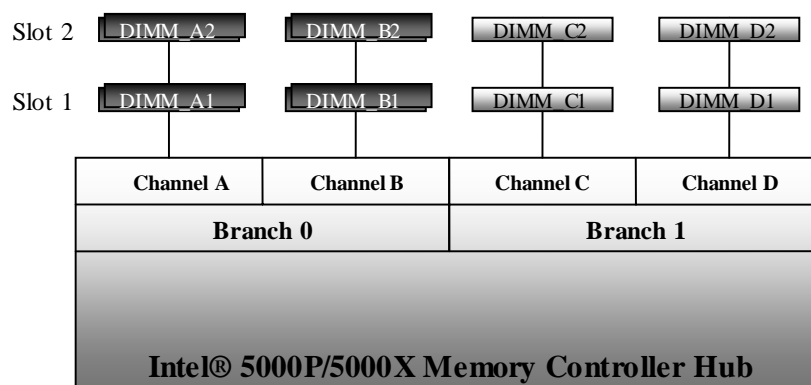 Slot 2 DIMM_A2 DIMM_B2 DIMM_C2 DIMM_D2
Slot 1 DIMM_A1 DIMM_B1 DIMM_C1 DIMM_D1
Channel A Channel B Channel C Channel D
Branch 0 Branch 1
Intel® 5000P/5000X Memory Controller Hub